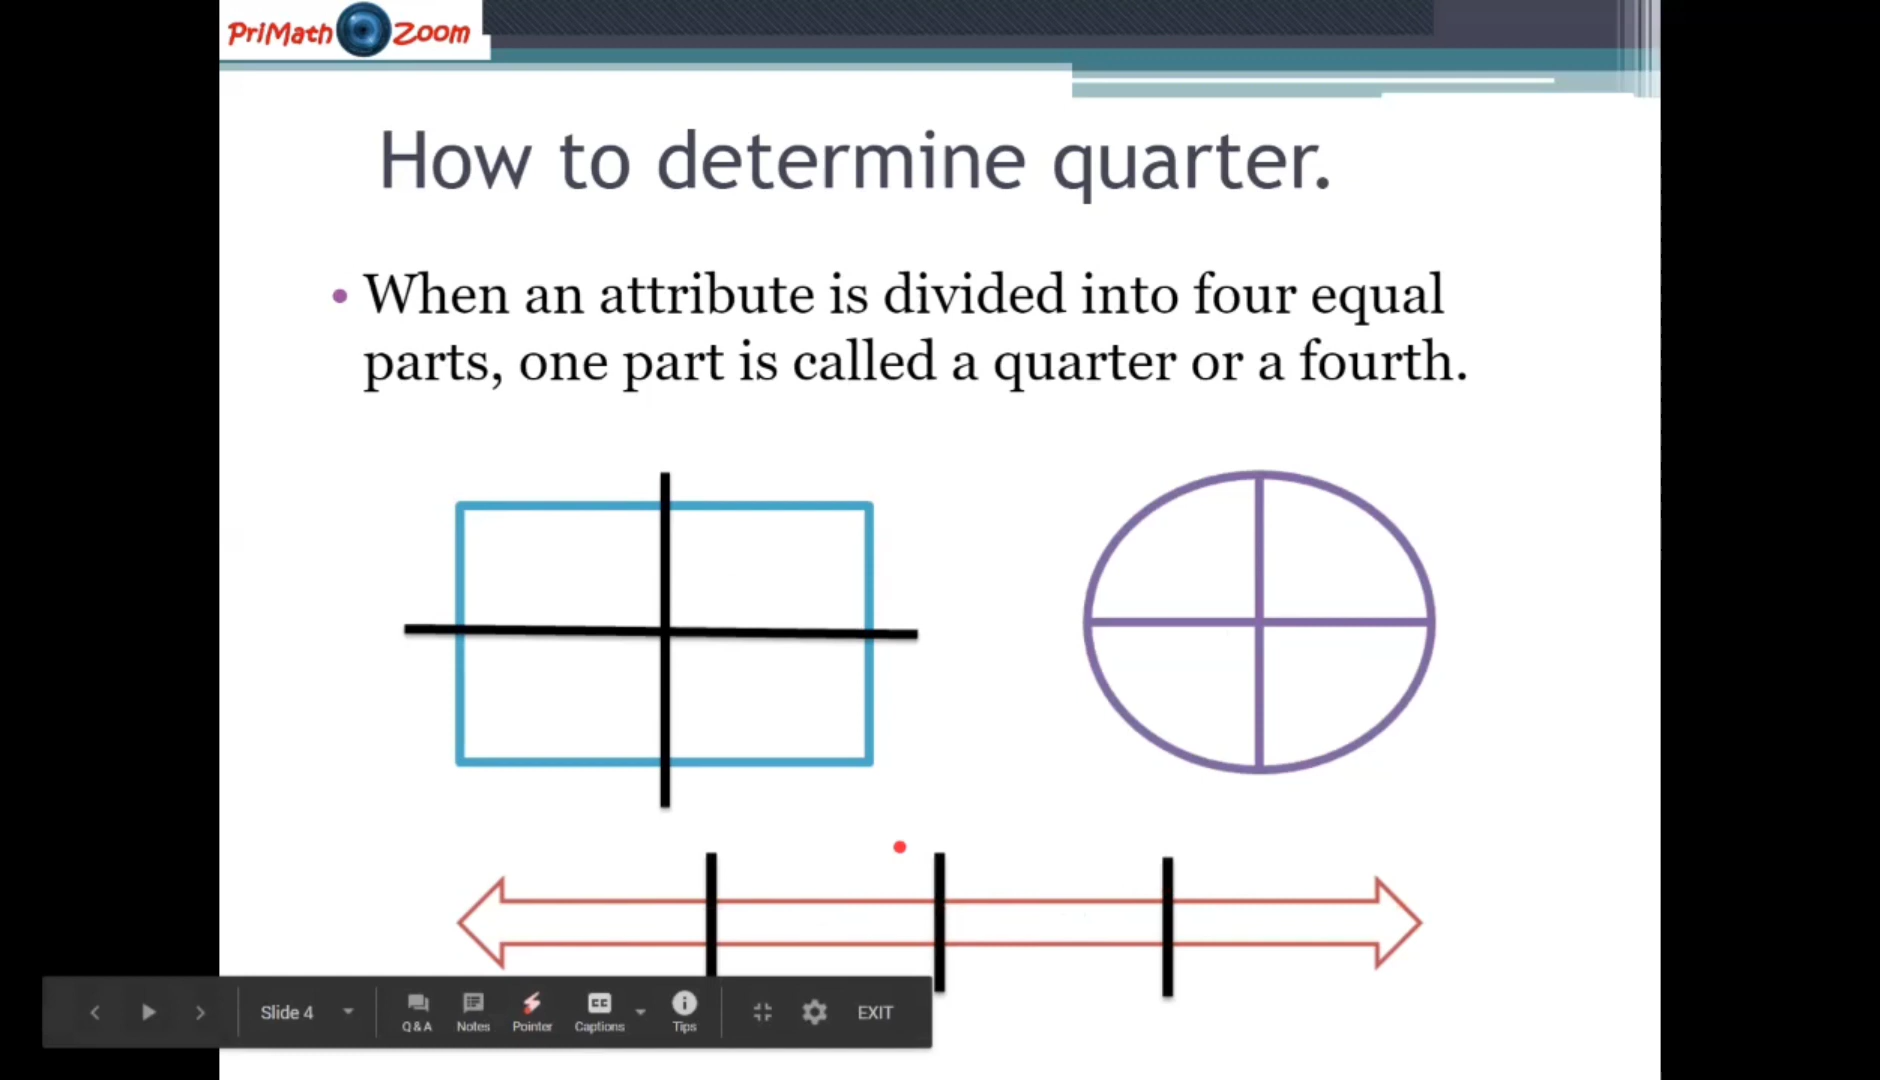 PriMath Zoom
How to determine quarter.
• When an attribute is divided into four equal
parts, one part is called a quarter or a fourth.
Slide 4 Q&A Notes Pointer CC Captions Tips EXIT